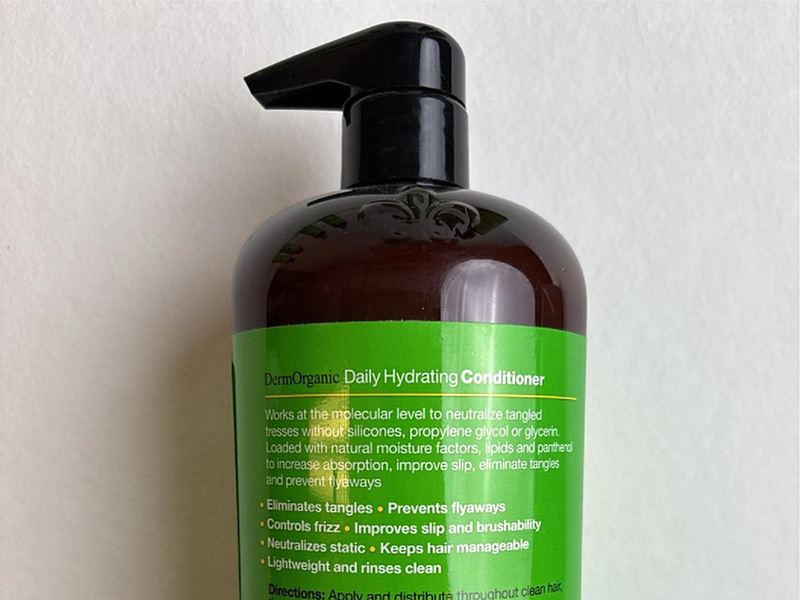 DermOrganic Daily Hydrating Conditioner
Works at the molecular level to neutralize tangled
tresses without silicones, propylene glycol or glycerin.
Loaded with natural moisture factors, lipids and panthenol
to increase absorption, improve slip, eliminate tangles
and prevent flyaways
• Eliminates tangles • Prevents flyaways
• Controls frizz • Improves slip and brushability
• Neutralizes static • Keeps hair manageable
• Lightweight and rinses clean
Directions: Apply and distribute throughout clean hair,